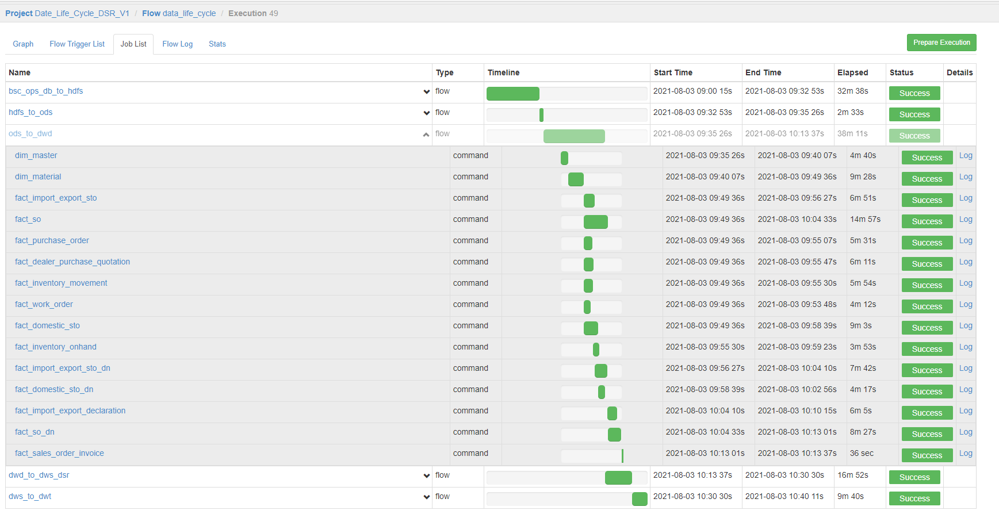 Project Date_Life_Cycle_DSR_V1 / Flow data_life_cycle / Execution 49
Graph Flow Trigger List Job List Flow Log Stats Prepare Execution
Name Type Timeline Start Time End Time Elapsed Status Details
bsc_ops_db_to_hdfs flow 2021-08-03 09:00 15s 2021-08-03 09:32 53s 32m 38s Success
hdfs_to_ods flow 2021-08-03 09:32 53s 2021-08-03 09:35 26s 2m 33s Success
ods_to_dwd flow 2021-08-03 09:35 26s 2021-08-03 10:13 37s 38m 11s Success
dim_master command 2021-08-03 09:35 26s 2021-08-03 09:40 07s 4m 40s Success Log
dim_material command 2021-08-03 09:40 07s 2021-08-03 09:49 36s 9m 28s Success Log
fact_import_export_sto command 2021-08-03 09:49 36s 2021-08-03 09:56 27s 6m 51s Success Log
fact_so command 2021-08-03 09:49 36s 2021-08-03 10:04 33s 14m 57s Success Log
fact_purchase_order command 2021-08-03 09:49 36s 2021-08-03 09:55 07s 5m 31s Success Log
fact_dealer_purchase_quotation command 2021-08-03 09:49 36s 2021-08-03 09:55 47s 6m 11s Success Log
fact_inventory_movement command 2021-08-03 09:49 36s 2021-08-03 09:55 30s 5m 54s Success Log
fact_work_order command 2021-08-03 09:49 36s 2021-08-03 09:53 48s 4m 12s Success Log
fact_domestic_sto command 2021-08-03 09:49 36s 2021-08-03 09:58 39s 9m 3s Success Log
fact_inventory_onhand command 2021-08-03 09:55 30s 2021-08-03 09:59 23s 3m 53s Success Log
fact_import_export_sto_dn command 2021-08-03 09:56 27s 2021-08-03 10:04 10s 7m 42s Success Log
fact_domestic_sto_dn command 2021-08-03 09:58 39s 2021-08-03 10:02 56s 4m 17s Success Log
fact_import_export_declaration command 2021-08-03 10:04 10s 2021-08-03 10:10 15s 6m 5s Success Log
fact_so_dn command 2021-08-03 10:04 33s 2021-08-03 10:13 01s 8m 27s Success Log
fact_sales_order_invoice command 2021-08-03 10:13 01s 2021-08-03 10:13 37s 36 sec Success Log
dwd_to_dws_dsr flow 2021-08-03 10:13 37s 2021-08-03 10:30 30s 16m 52s Success
dws_to_dwt flow 2021-08-03 10:30 30s 2021-08-03 10:40 11s 9m 40s Success